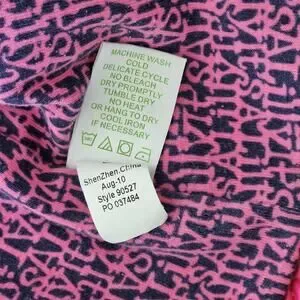 MACHINE WASH
COLD
DELICATE CYCLE
NO BLEACH
DRY PROMPTLY
TUMBLE DRY
NO HEAT
OR HANG TO DRY
COOL IRON
IF NECESSARY
ShenZhen.China
Aug-10
Style 90527
PO 037484